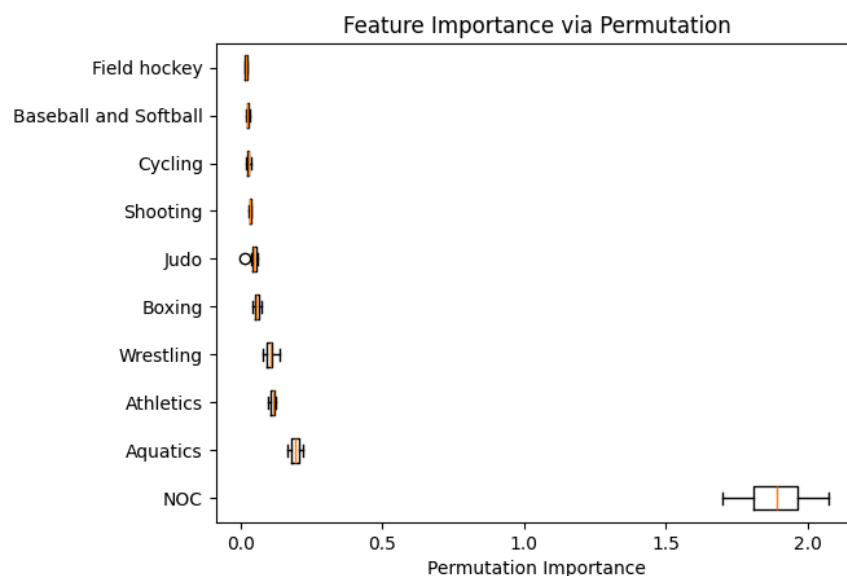 Feature Importance via Permutation
Field hockey
Baseball and Softball
Cycling
Shooting
Judo
Boxing
Wrestling
Athletics
Aquatics
NOC
0.0 0.5 1.0 1.5 2.0
Permutation Importance